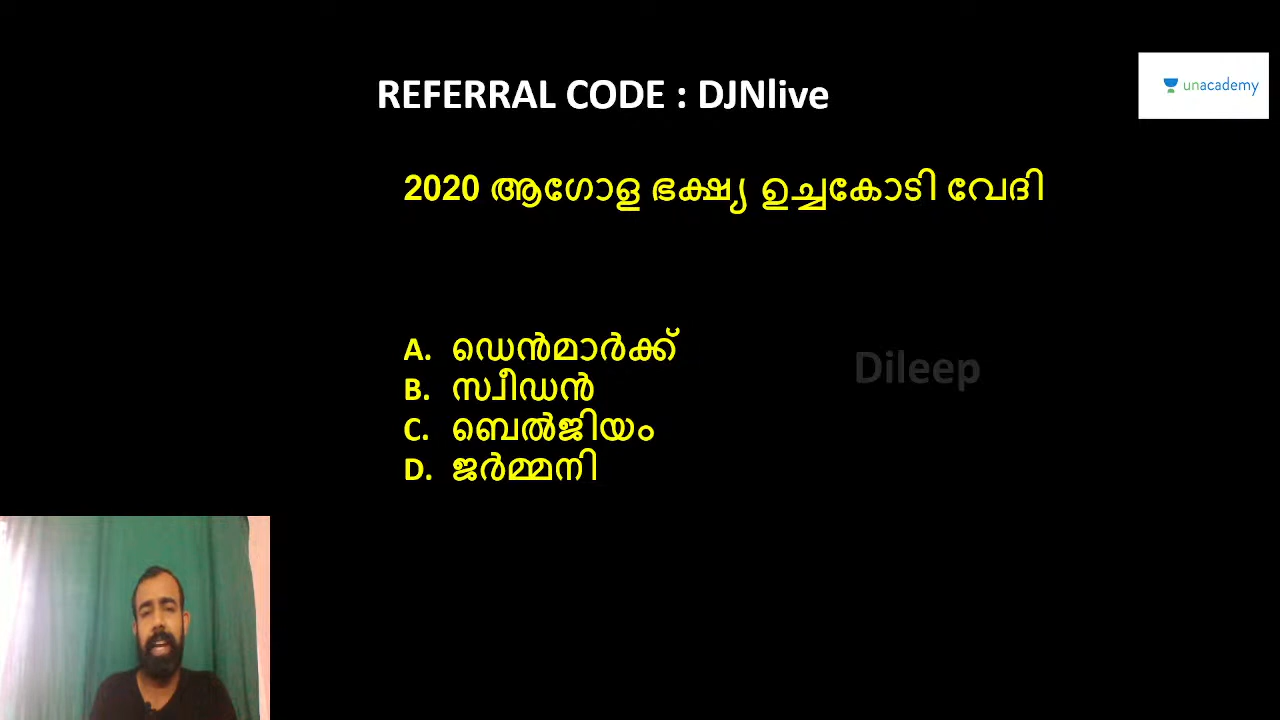 unacademy
REFERRAL CODE : DJNlive
2020 ആഗോള ഭക്ഷ്യ ഉച്ചകോടി വേദി
A. ഡെൻമാർക്ക്
B. സ്വീഡൻ
C. ബെൽജിയം
D. ജർമ്മനി
Dileep